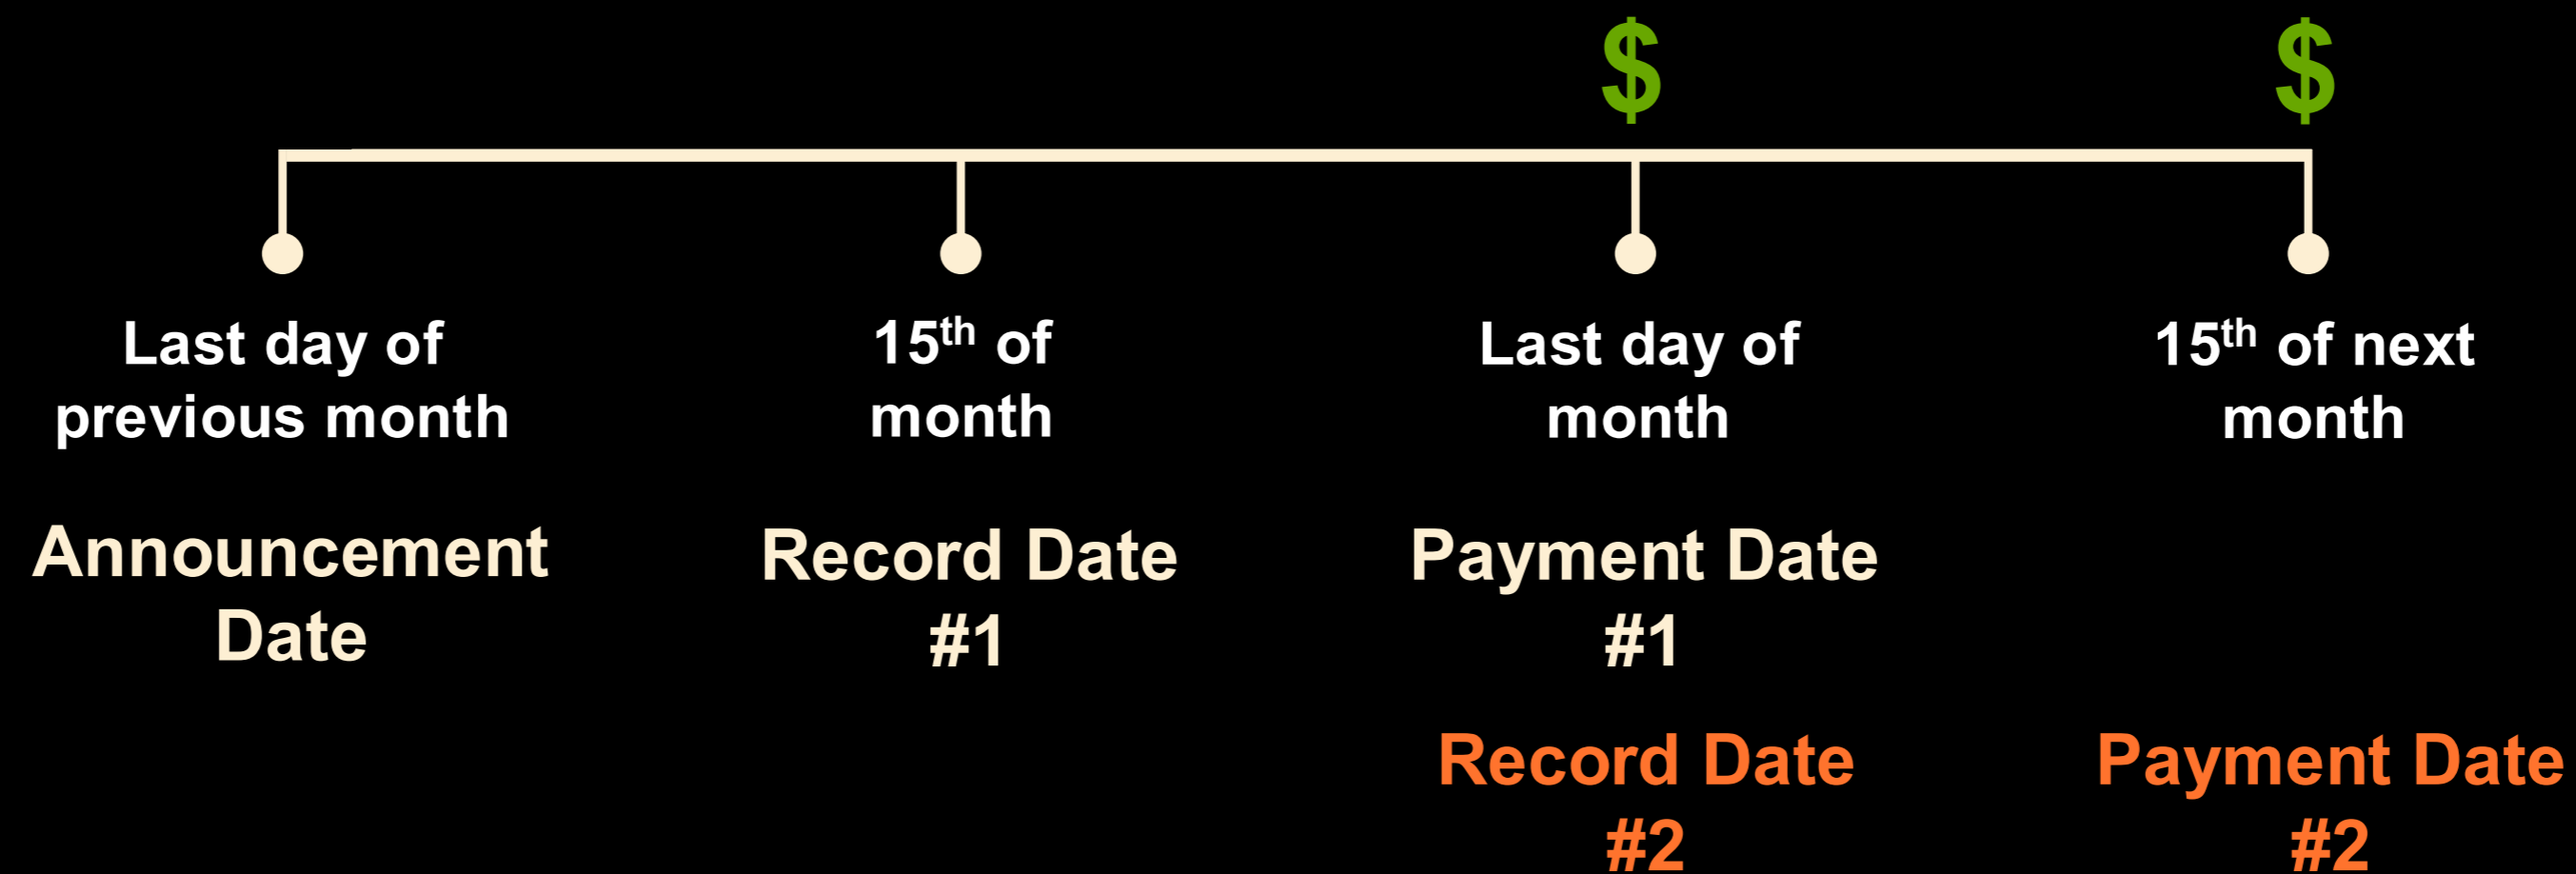 $ $
Last day of
previous month
15th of
month
Last day of
month
15th of next
month
Announcement
Date
Record Date
#1
Payment Date
#1
Record Date
#2
Payment Date
#2